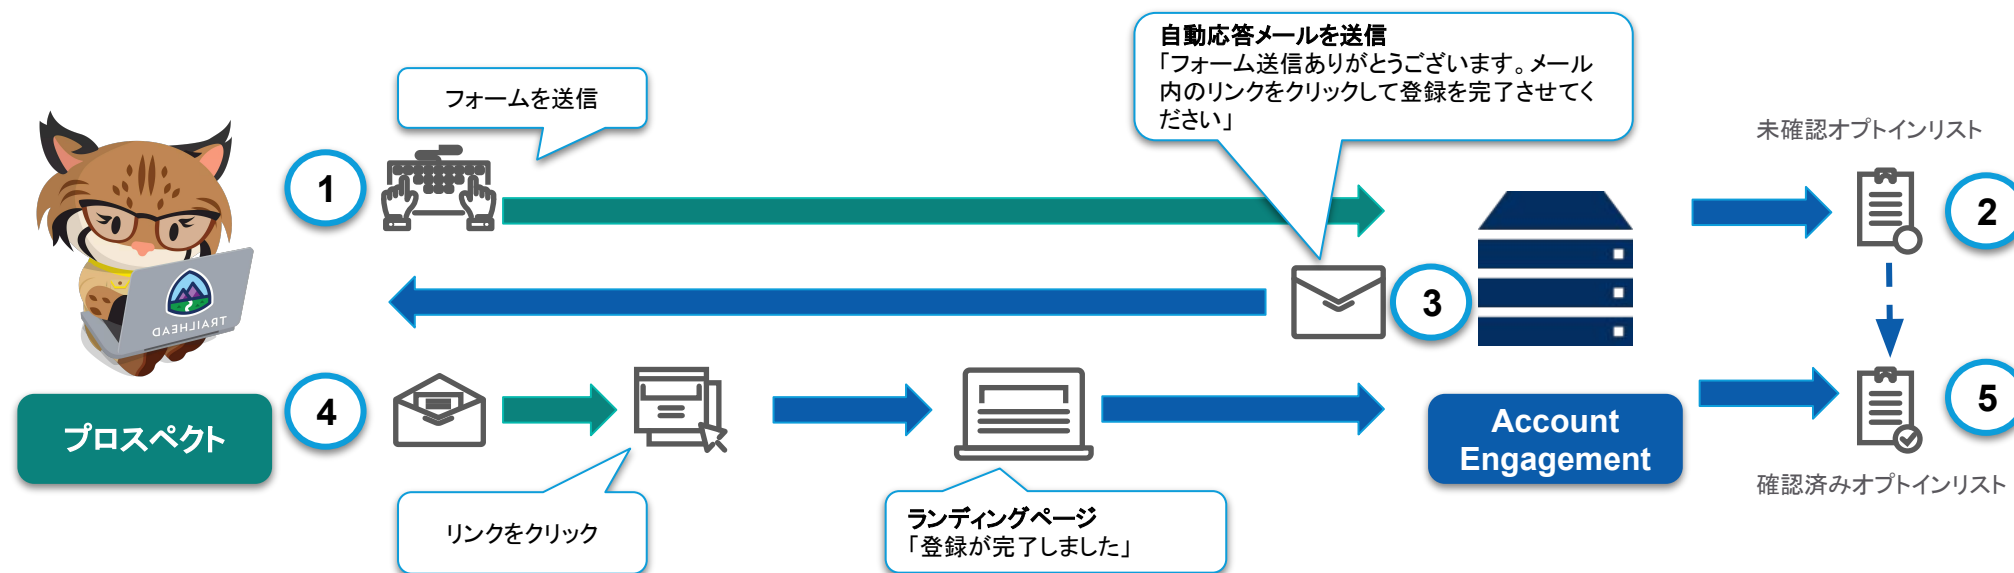 自動応答メールを送信
「フォーム送信ありがとうございます。メール
内のリンクをクリックして登録を完了させてく
ださい」
フォームを送信
未確認オプトインリスト
1
2
3
TRAILHEAD
4
5
プロスペクト
Account
Engagement
確認済みオプトインリスト
リンクをクリック
ランディングページ
「登録が完了しました」